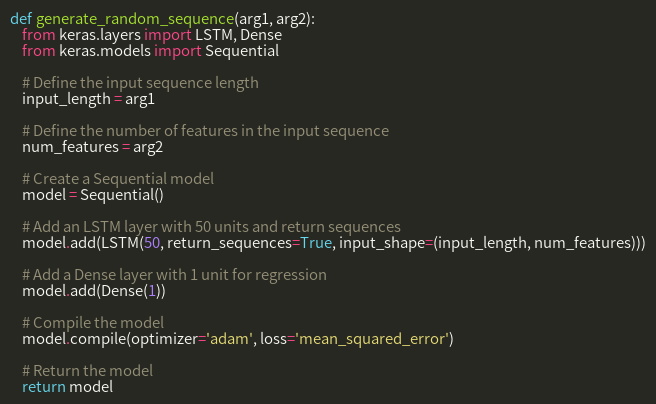 def generate_random_sequence(arg1, arg2):
from keras.layers import LSTM, Dense
from keras.models import Sequential
# Define the input sequence length
input_length = arg1
# Define the number of features in the input sequence
num_features = arg2
# Create a Sequential model
model = Sequential()
# Add an LSTM layer with 50 units and return sequences
model.add(LSTM(50, return_sequences=True, input_shape=(input_length, num_features)))
# Add a Dense layer with 1 unit for regression
model.add(Dense(1))
# Compile the model
model.compile(optimizer='adam', loss='mean_squared_error')
# Return the model
return model